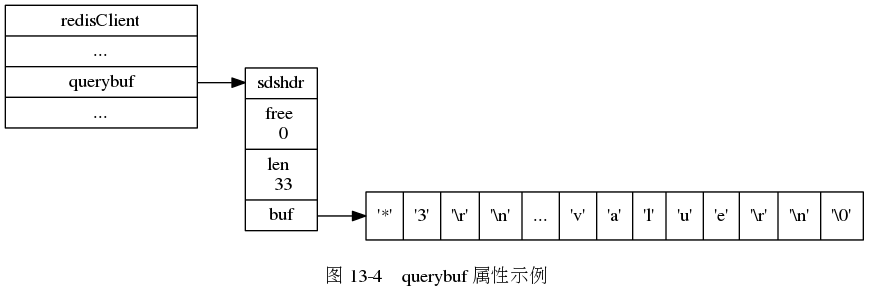 redisClient
...
querybuf
...
sdshdr
free
0
len
33
buf
'*' '3' '\r' '\n' ... 'v' 'a' 'l' 'u' 'e' '\r' '\n' '\0'
图 13-4 querybuf 属性示例